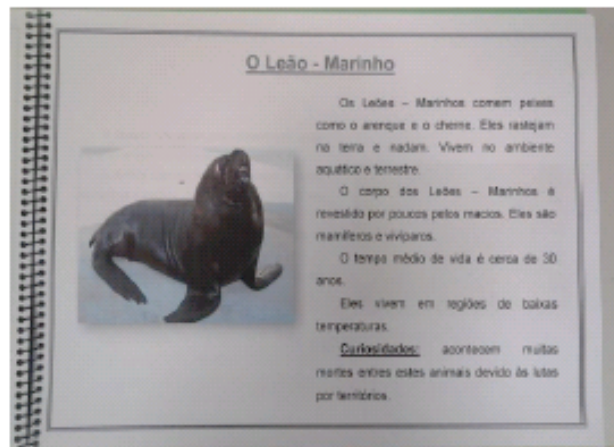 O Leão - Marinho
Os Leões – Marinhos comem peixes
como o arenque e o cherne. Eles rastejam
na terra e nadam. Vivem no ambiente
aquático e terrestre.
O corpo dos Leões – Marinhos é
revestido por poucos pelos macios. Eles são
mamíferos e vivíparos.
O tempo médio de vida é cerca de 30
anos.
Eles vivem em regiões de baixas
temperaturas.
Curiosidades: acontecem muitas
mortes entres estes animais devido às lutas
por territórios.